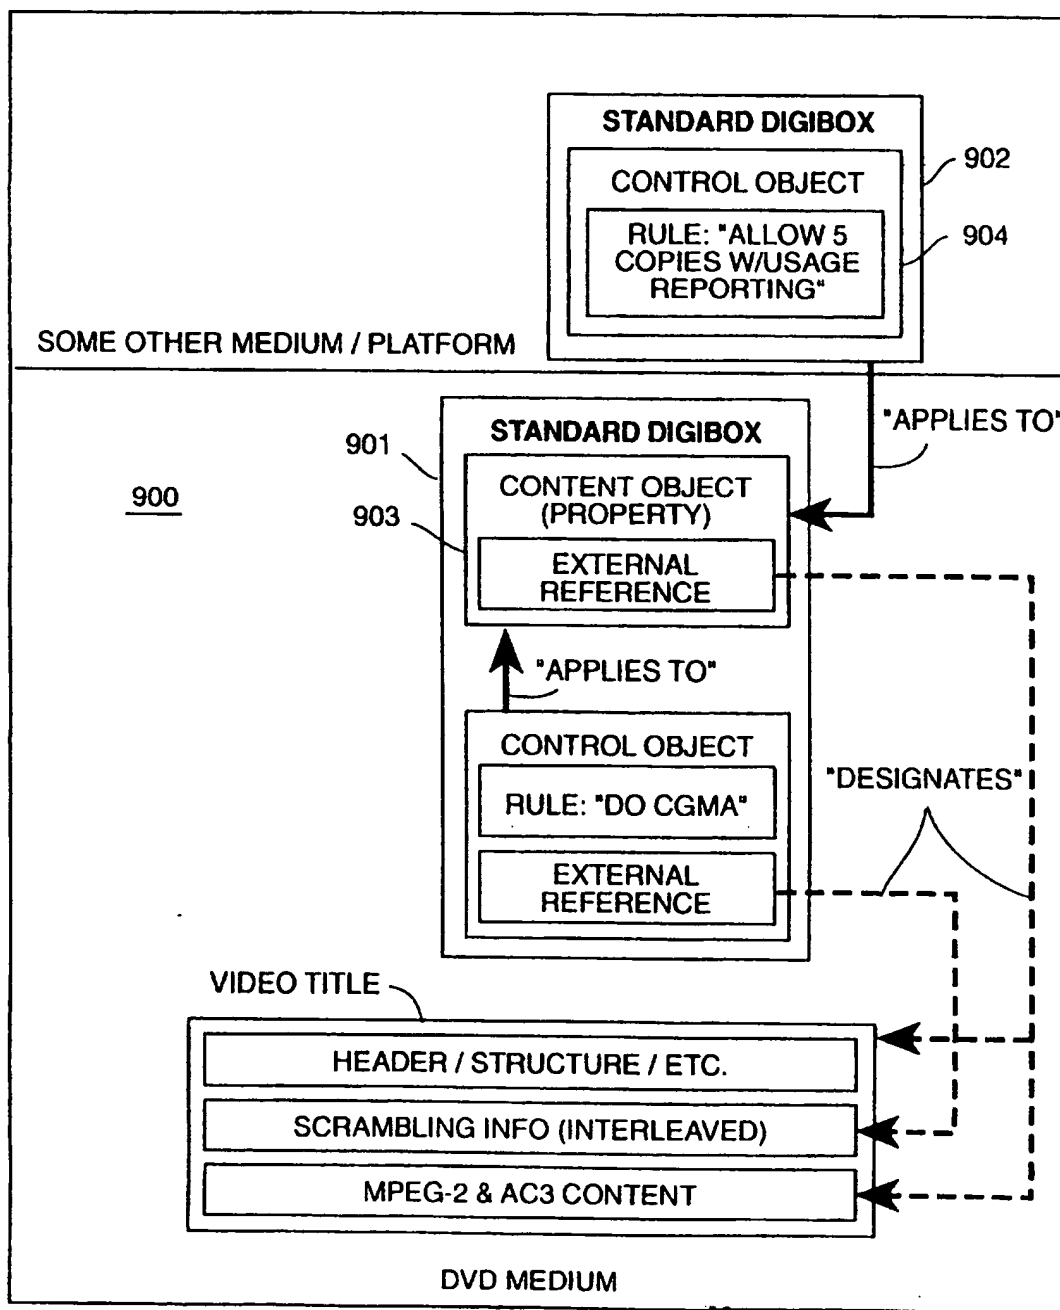 STANDARD DIGIBOX
902
CONTROL OBJECT
RULE: "ALLOW 5
COPIES W/USAGE
REPORTING"
904
SOME OTHER MEDIUM / PLATFORM
"APPLIES TO"
STANDARD DIGIBOX
901
900
CONTENT OBJECT
(PROPERTY)
903
EXTERNAL
REFERENCE
"APPLIES TO"
CONTROL OBJECT
"DESIGNATES"
RULE: "DO CGMA"
EXTERNAL
REFERENCE
VIDEO TITLE
HEADER / STRUCTURE / ETC.
SCRAMBLING INFO (INTERLEAVED)
MPEG-2 & AC3 CONTENT
DVD MEDIUM